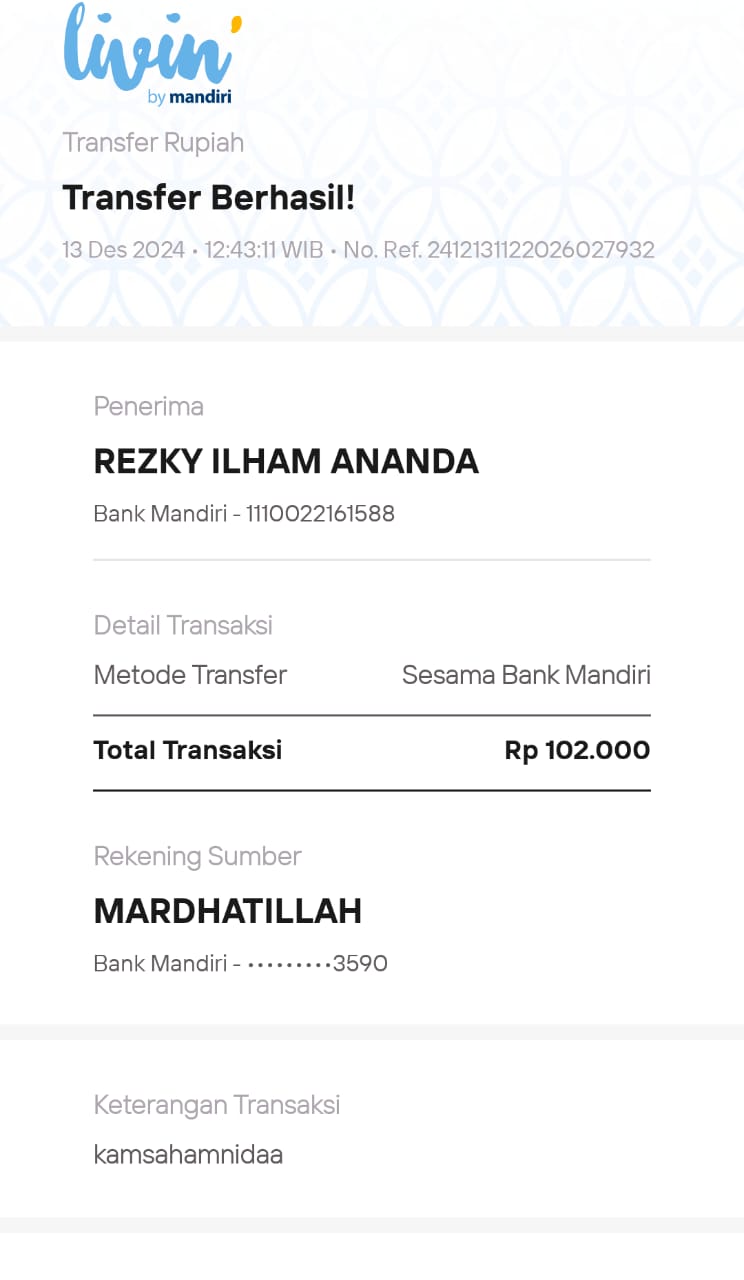 livin'
by mandiri
Transfer Rupiah
Transfer Berhasil!
13 Des 2024 • 12:43:11 WIB • No. Ref. 2412131122026027932
Penerima
REZKY ILHAM ANANDA
Bank Mandiri - 1110022161588
Detail Transaksi
Metode Transfer Sesama Bank Mandiri
Total Transaksi Rp 102.000
Rekening Sumber
MARDHATILLAH
Bank Mandiri - •••••••••3590
Keterangan Transaksi
kamsahamnidaa